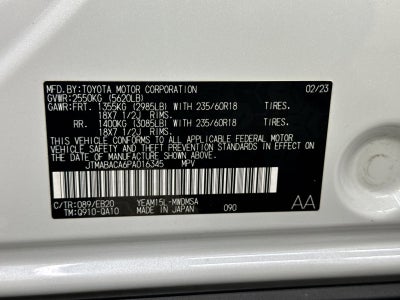 MFD.BY:TOYOTA MOTOR CORPORATION 02/23
GVWR:2550KG (5620LB)
GAWR:FRT. 1355KG (2985LB) WITH 235/60R18 TIRES,
18X7 1/2J RIMS,
RR. 1400KG (3085LB) WITH 235/60R18 TIRES,
18X7 1/2J RIMS,
THIS VEHICLE CONFORMS TO ALL APPLICABLE FEDERAL MOTOR
VEHICLE SAFETY AND THEFT PREVENTION STANDARDS IN EFFECT
ON THE DATE OF MANUFACTURE SHOWN ABOVE.
JTMABACA6PA016345 MPV
C/TR:089/EB20 YEAM15L-MWDMSA
TM:Q910-QA10 MADE IN JAPAN 090 AA